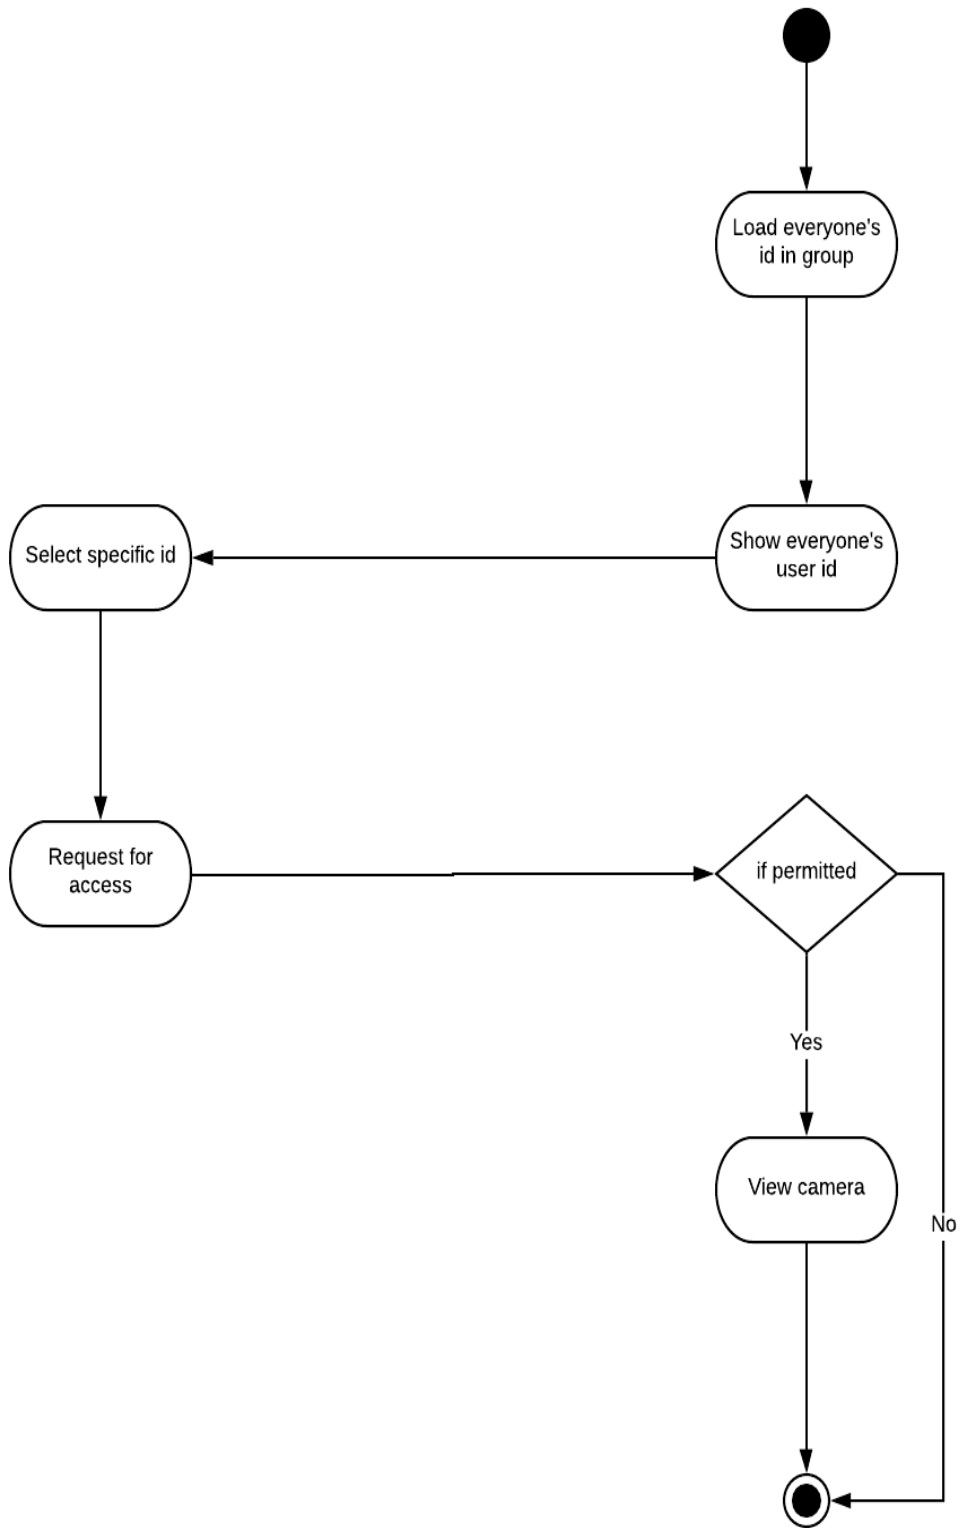 Load everyone's
id in group
Select specific id
Show everyone's
user id
Request for
access
if permitted
Yes
View camera
No